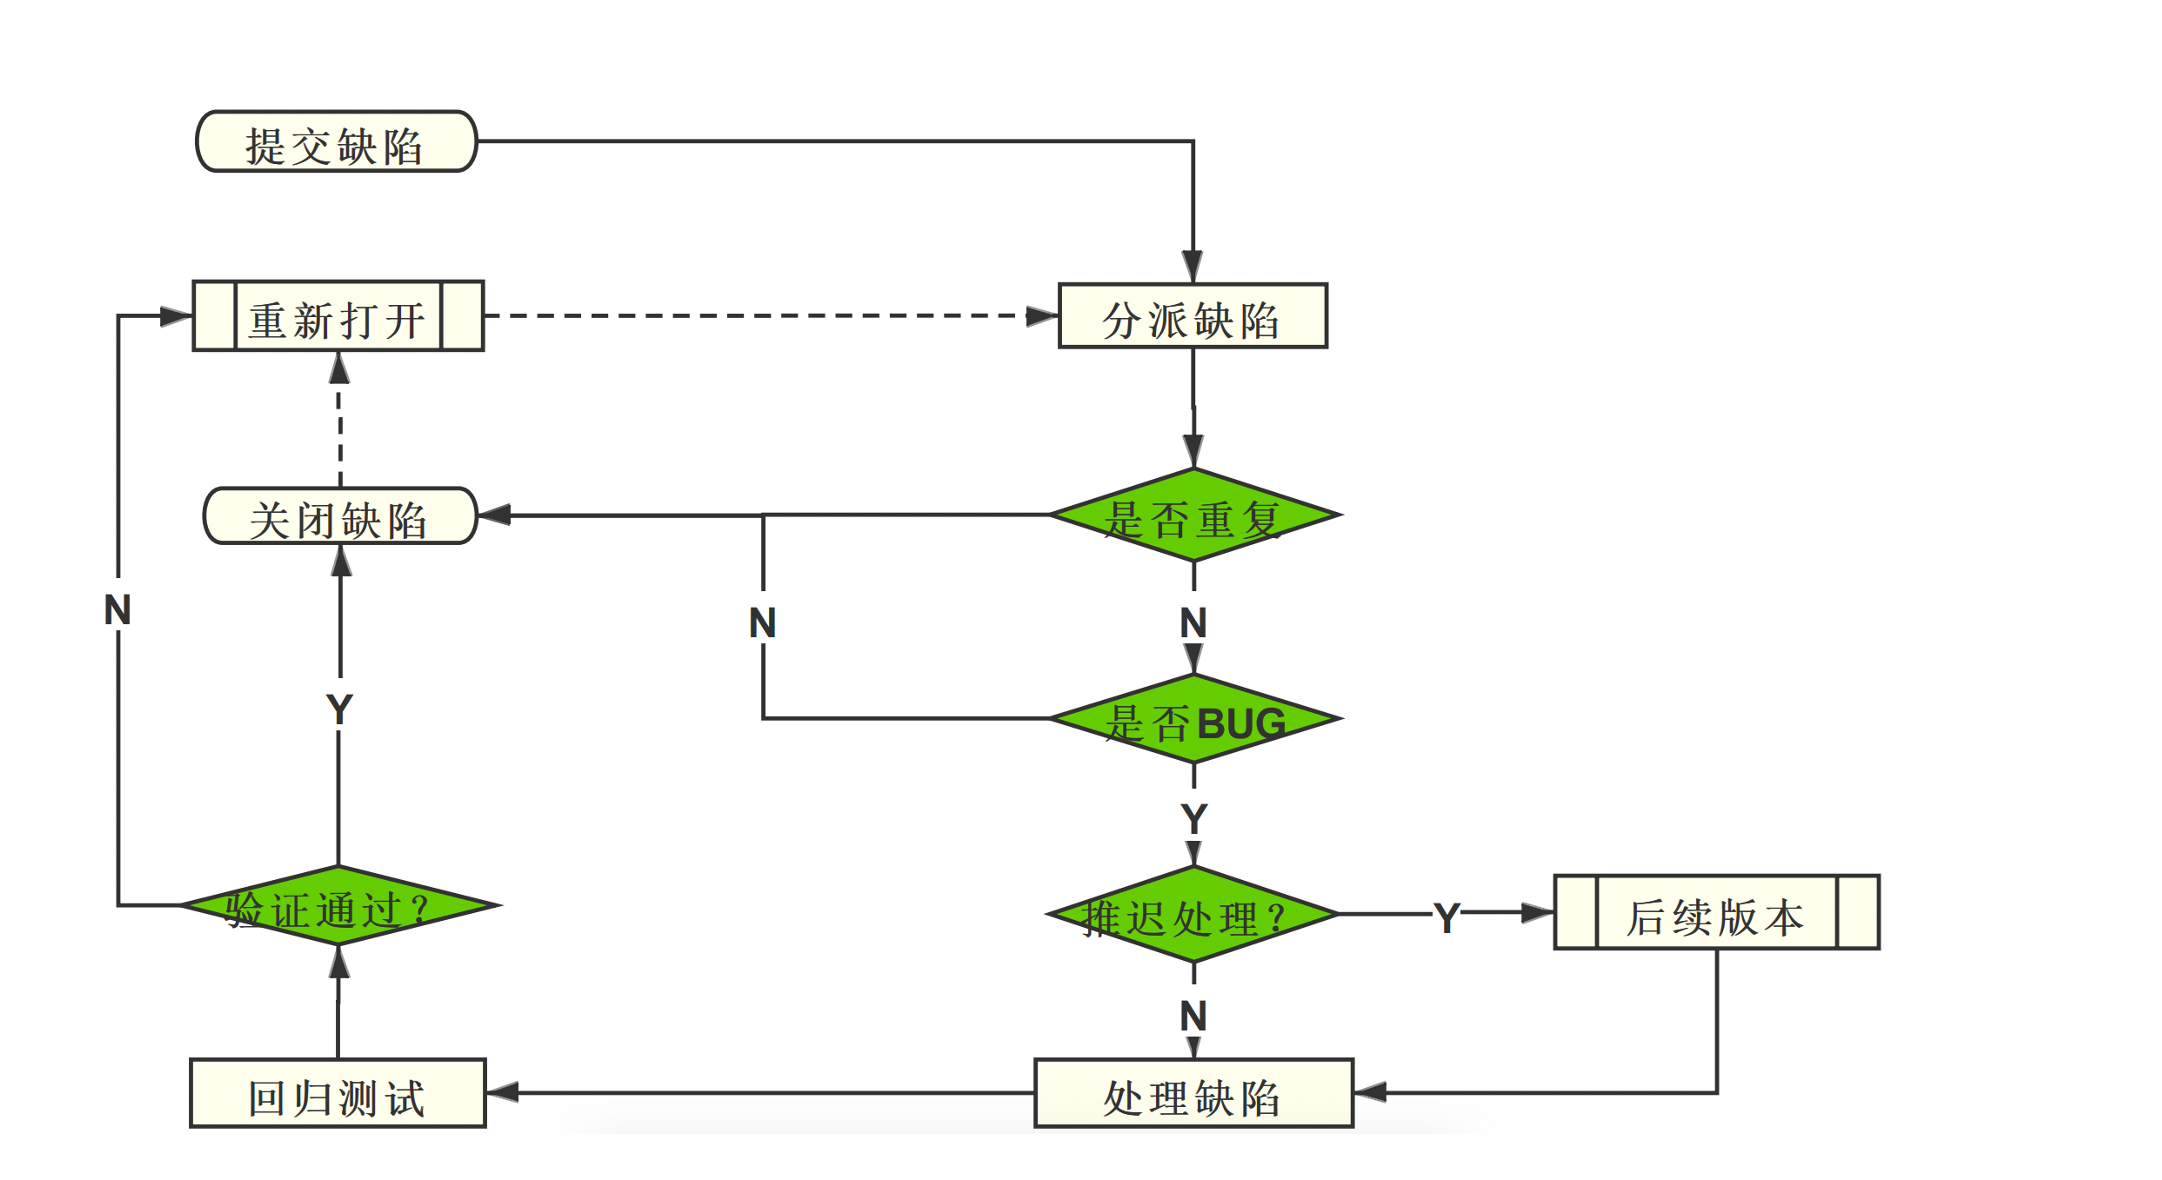 提交缺陷
重新打开
分派缺陷
关闭缺陷
是否重复
N
N
N
Y
是否BUG
Y
验证通过?
推迟处理?
Y
后续版本
N
回归测试
处理缺陷